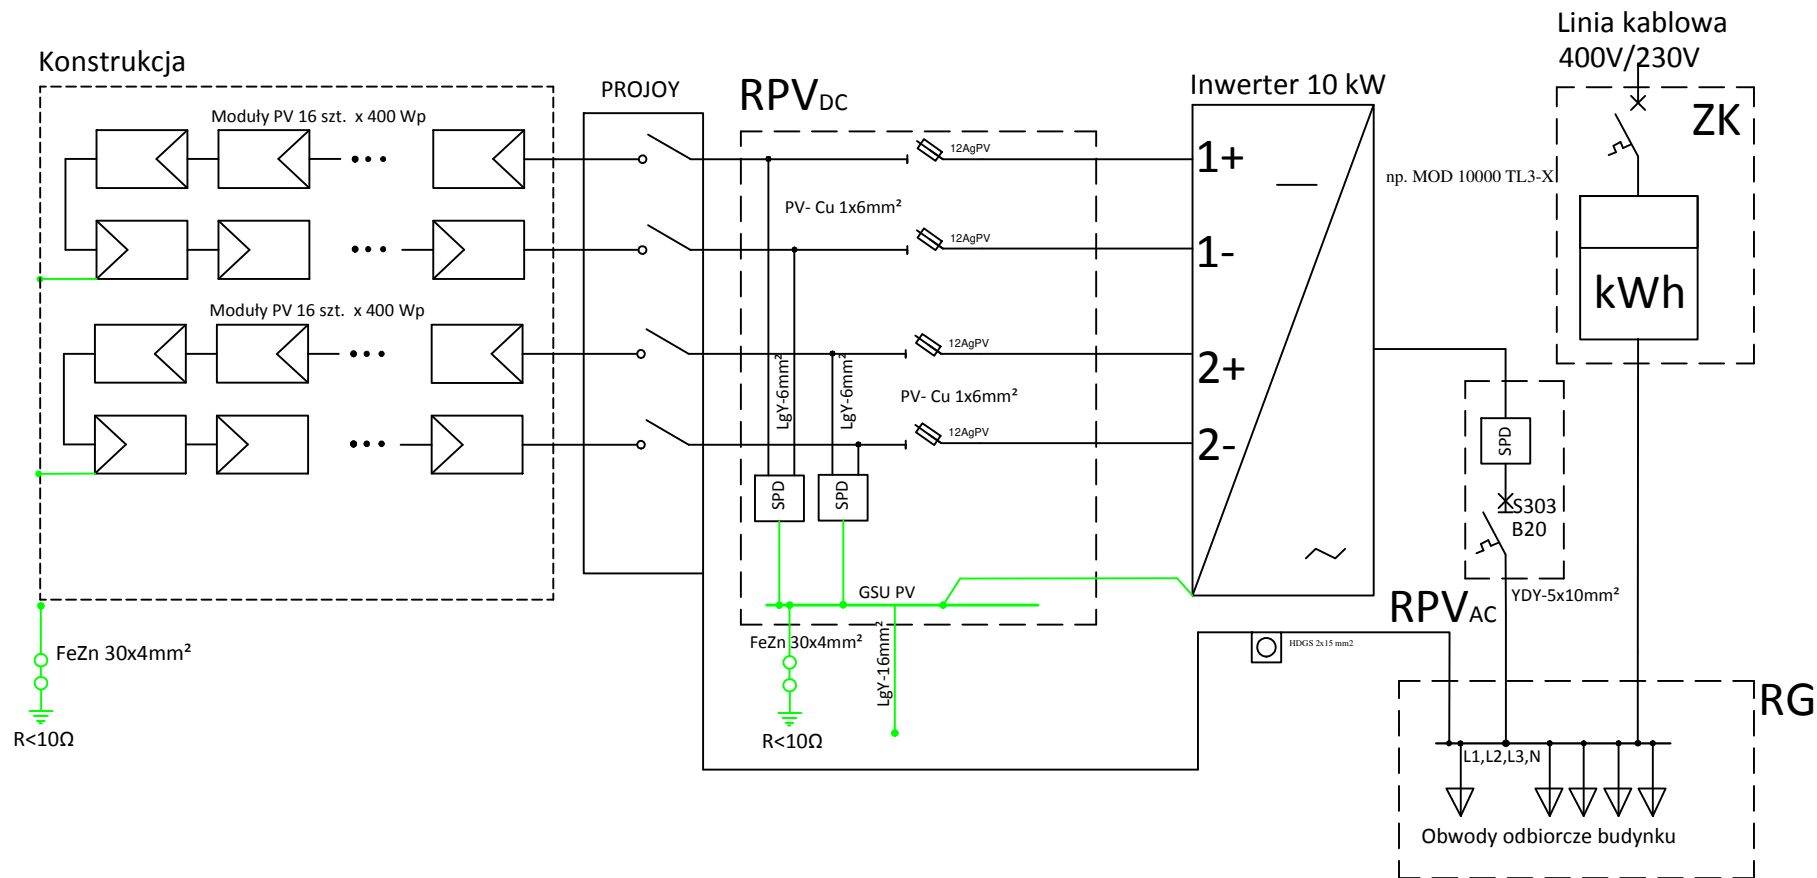 Konstrukcja
Moduły PV 16 szt. x 400 Wp
Moduły PV 16 szt. x 400 Wp
FeZn 30x4mm²
R<10Ω
PROJOY
RPVDC
12AgPV
PV- Cu 1x6mm²
12AgPV
12AgPV
LgY-6mm²
LgY-6mm²
PV- Cu 1x6mm²
12AgPV
SPD
SPD
GSU PV
FeZn 30x4mm²
LgY-16mm²
R<10Ω
Inwerter 10 kW
1+
1-
2+
2-
np. MOD 10000 TL3-X
Linia kablowa
400V/230V
ZK
kWh
SPD
S303
B20
RPVAC
YDY-5x10mm²
HDGS 2x15 mm2
RG
L1,L2,L3,N
Obwody odbiorcze budynku